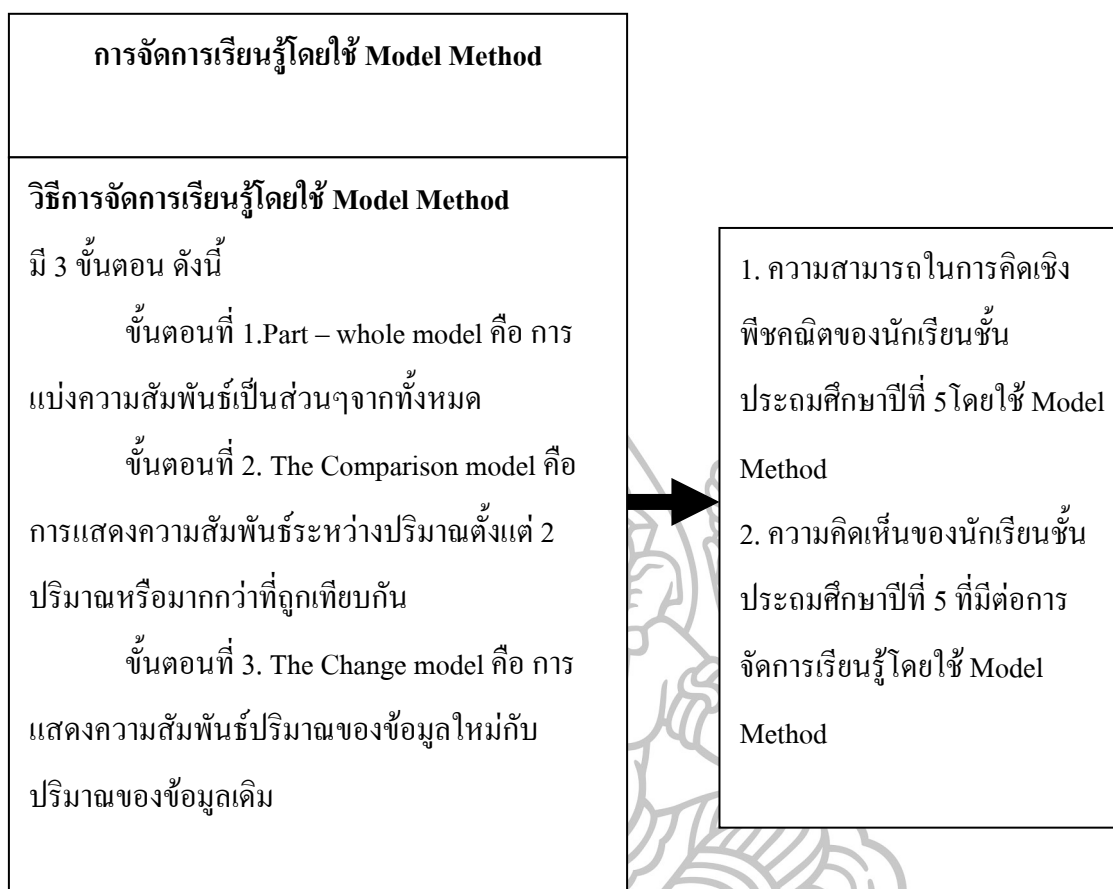 การจัดการเรียนรู้โดยใช้ Model Method
วิธีการจัดการเรียนรู้โดยใช้ Model Method
มี 3 ขั้นตอน ดังนี้
ขั้นตอนที่ 1.Part – whole model คือ การ
แบ่งความสัมพันธ์เป็นส่วนๆจากทั้งหมด
ขั้นตอนที่ 2. The Comparison model คือ
การแสดงความสัมพันธ์ระหว่างปริมาณตั้งแต่ 2
ปริมาณหรือมากกว่าที่ถูกเทียบกัน
ขั้นตอนที่ 3. The Change model คือ การ
แสดงความสัมพันธ์ปริมาณของข้อมูลใหม่กับ
ปริมาณของข้อมูลเดิม
1. ความสามารถในการคิดเชิง
พีชคณิตของนักเรียนชั้น
ประถมศึกษาปีที่ 5โดยใช้ Model
Method
2. ความคิดเห็นของนักเรียนชั้น
ประถมศึกษาปีที่ 5 ที่มีต่อการ
จัดการเรียนรู้โดยใช้ Model
Method